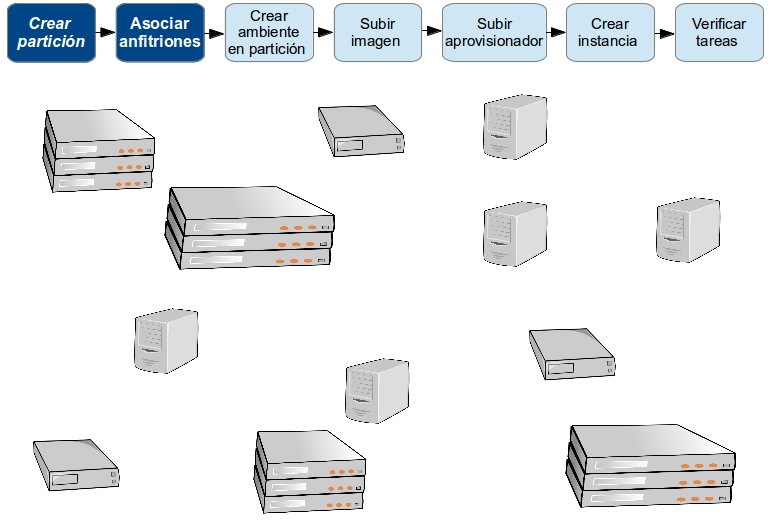 Crear
partición
Asociar
anfitriones
Crear
ambiente
en partición
Subir
imagen
Subir
aprovisionador
Crear
instancia
Verificar
tareas